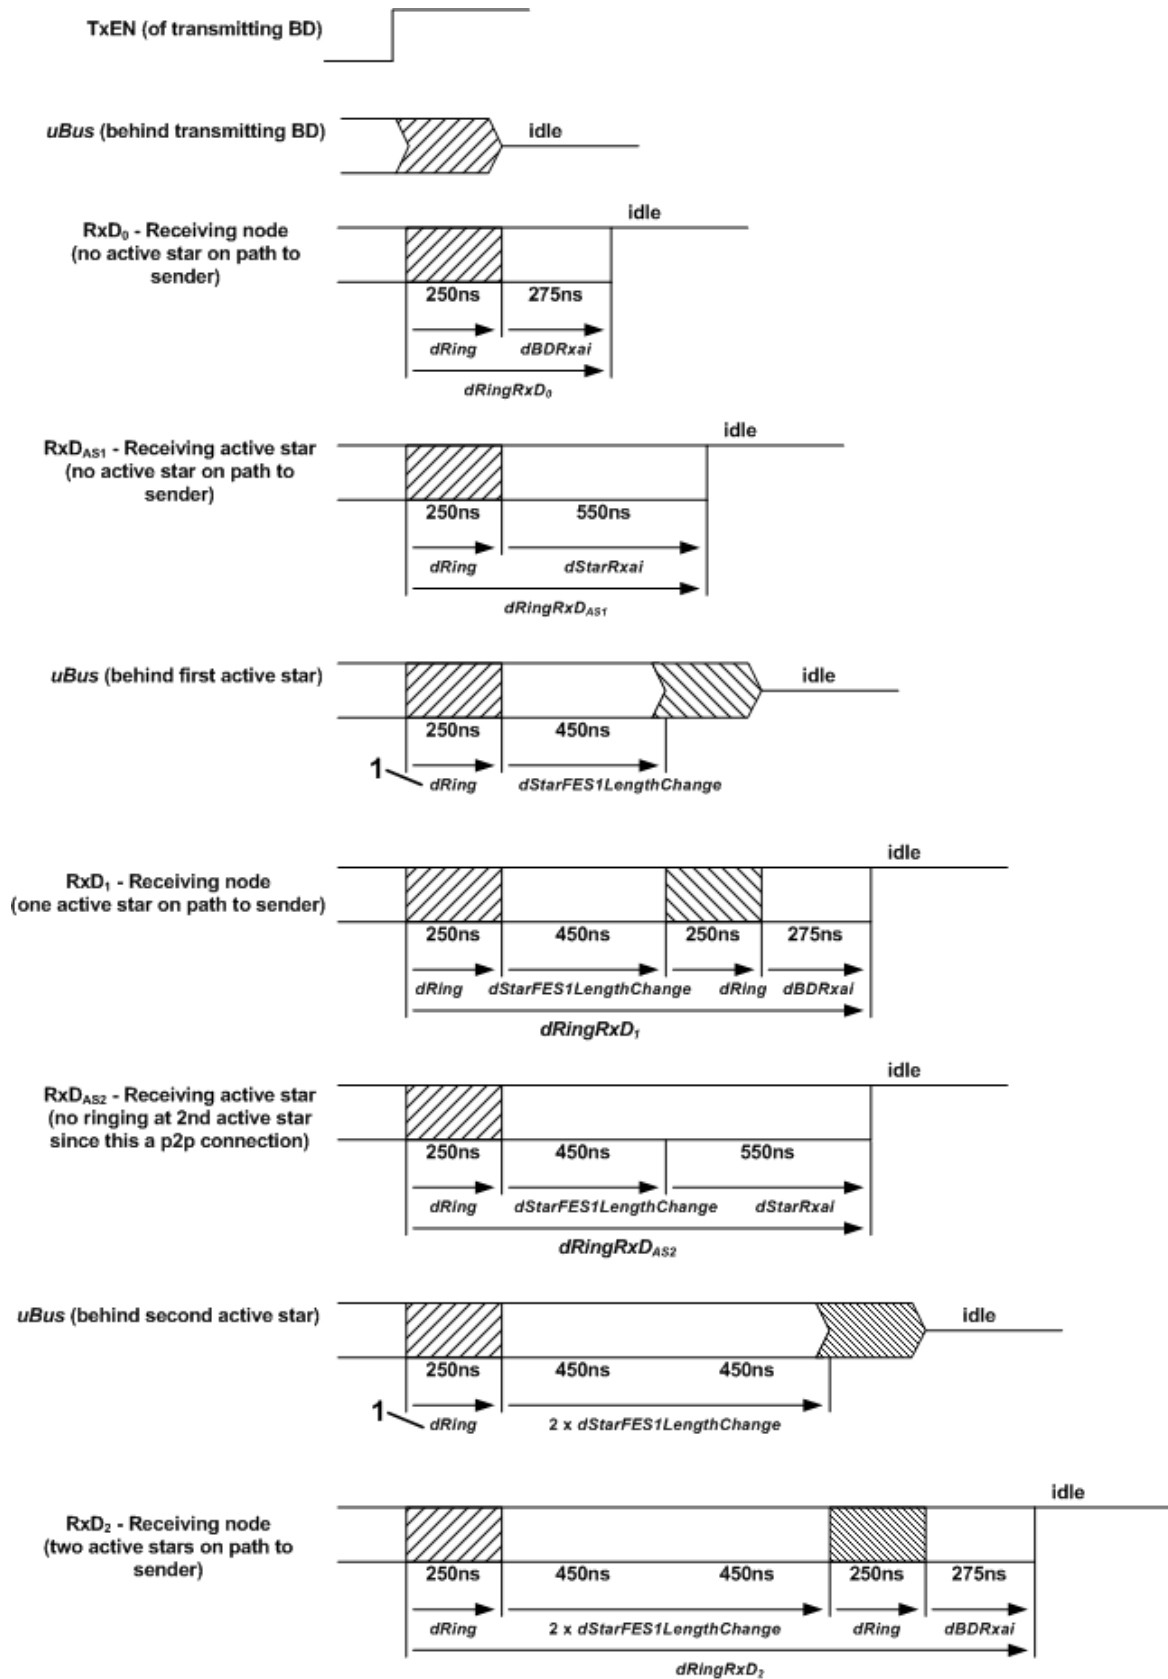 TxEN (of transmitting BD)
uBus (behind transmitting BD)
idle
idle
RxD0 - Receiving node
(no active star on path to
sender)
250ns 275ns
dRing dBDRxai
dRingRxD0
idle
RxDAS1 - Receiving active star
(no active star on path to
sender)
250ns 550ns
dRing dStarRxai
dRingRxDAS1
uBus (behind first active star)
idle
250ns 450ns
1 dRing dStarFES1LengthChange
idle
RxD1 - Receiving node
(one active star on path to sender)
250ns 450ns 250ns 275ns
dRing dStarFES1LengthChange dRing dBDRxai
dRingRxD1
idle
RxDAS2 - Receiving active star
(no ringing at 2nd active star
since this a p2p connection)
250ns 450ns 550ns
dRing dStarFES1LengthChange dStarRxai
dRingRxDAS2
uBus (behind second active star)
idle
250ns 450ns 450ns
1 dRing 2 x dStarFES1LengthChange
idle
RxD2 - Receiving node
(two active stars on path to
sender)
250ns 450ns 450ns 250ns 275ns
dRing 2 x dStarFES1LengthChange dRing dBDRxai
dRingRxD2